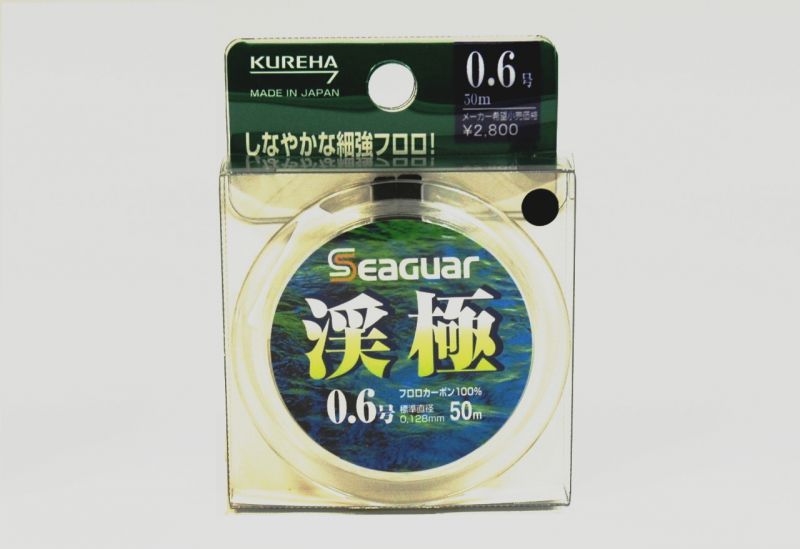 KUREHA
MADE IN JAPAN
0.6号
50m
メーカー希望小売価格
¥2,800
しなやかな細強フロロ!
Seaguar
渓極
フロロカーボン100%
0.6号 標準直径 0.128mm 50m